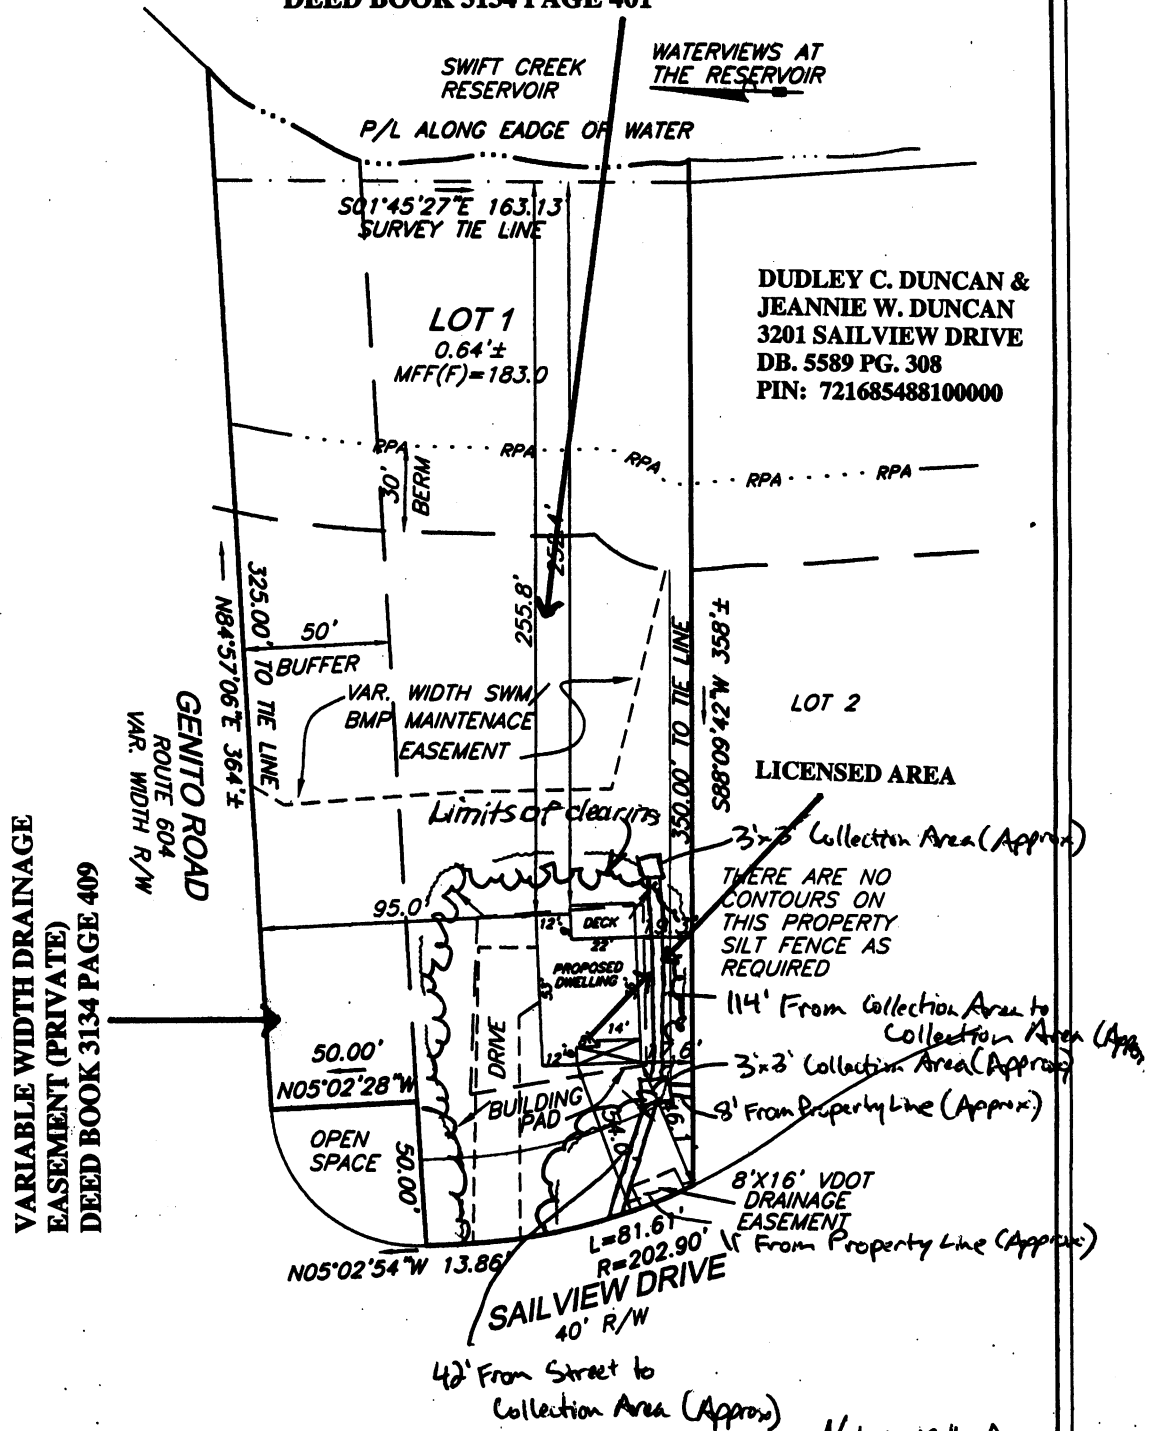 DEED BOOK 3134 PAGE 401
SWIFT CREEK
RESERVOIR
WATERVIEWS AT
THE RESERVOIR
P/L ALONG EADGE OF WATER
S01°45'27"E 163.13'
SURVEY TIE LINE
LOT 1
0.64'±
MFF(F)=183.0
DUDLEY C. DUNCAN &
JEANNIE W. DUNCAN
3201 SAILVIEW DRIVE
DB. 5589 PG. 308
PIN: 721685488100000
RPA
RPA
RPA
RPA
RPA
30'
BERM
252.4'
255.8'
325.00' TO TIE LINE
N84°57'06"E 364'±
50'
BUFFER
VAR. WIDTH SWM/
BMP MAINTENACE
EASEMENT
350.00' TO TIE LINE
S88°09'42"W 358'±
LOT 2
GENITO ROAD
ROUTE 604
VAR. WIDTH R/W
LICENSED AREA
Limits of clearing
3'x3' Collection Area (Approx)
THERE ARE NO
CONTOURS ON
THIS PROPERTY
SILT FENCE AS
REQUIRED
95.0
12'
DECK
22'
PROPOSED
DWELLING
14'
12'
DRIVE
114' From Collection Area to
Collection Area (Approx)
3'x3' Collection Area (Approx)
8' From Property Line (Approx.)
VARIABLE WIDTH DRAINAGE
EASEMENT (PRIVATE)
DEED BOOK 3134 PAGE 409
50.00'
N05°02'28"W
BUILDING
PAD
OPEN
SPACE
50.00'
8'X16' VDOT
DRAINAGE
EASEMENT
11' From Property Line (Approx.)
L=81.61'
R=202.90'
N05°02'54"W 13.86'
SAILVIEW DRIVE
40' R/W
42' From Street to
Collection Area (Approx)